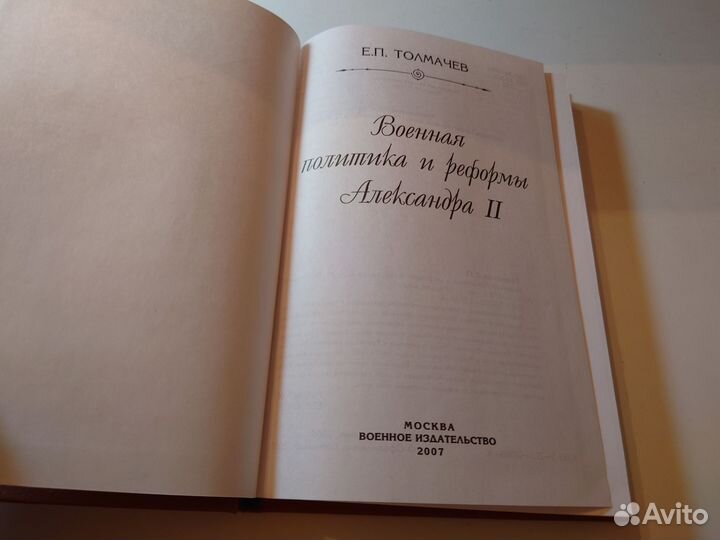 Е.П. ТОЛМАЧЕВ
Военная
политика и реформы
Александра II
МОСКВА
ВОЕННОЕ ИЗДАТЕЛЬСТВО
2007
Avito